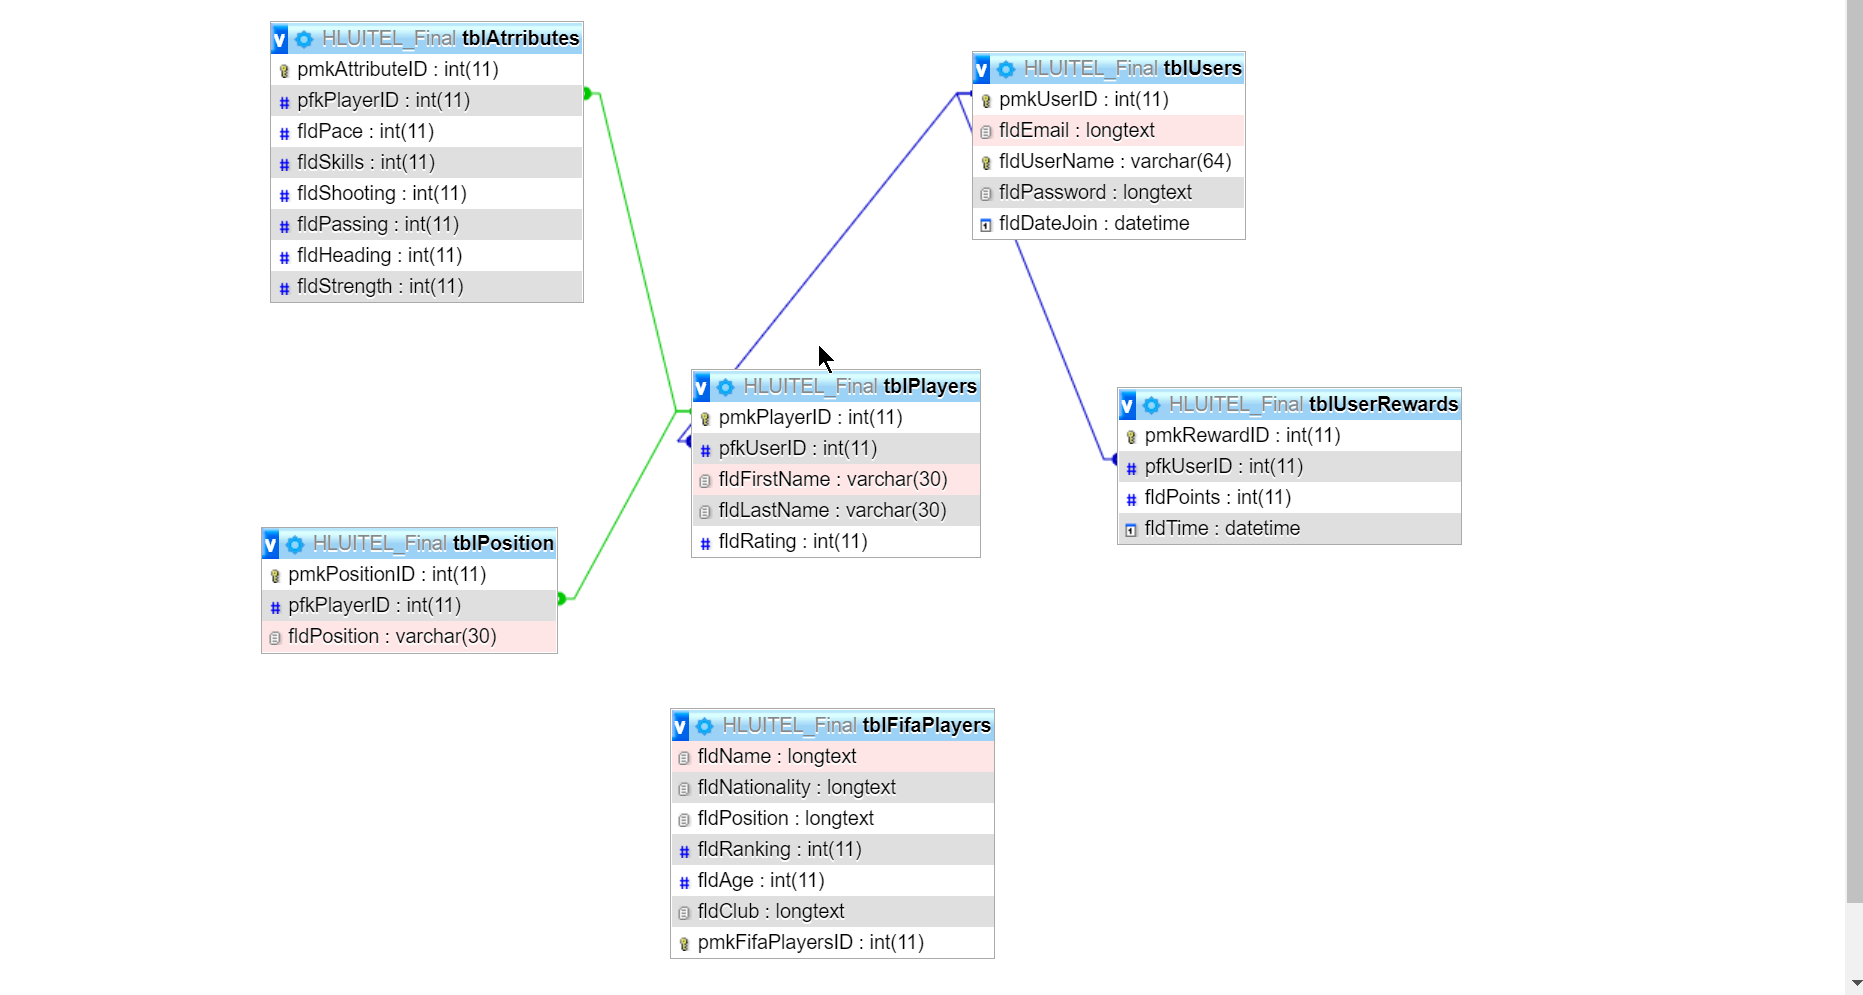 v HLUITEL_Final tblAtrributes
pmkAttributeID : int(11)
# pfkPlayerID : int(11)
# fldPace : int(11)
# fldSkills : int(11)
# fldShooting : int(11)
# fldPassing : int(11)
# fldHeading : int(11)
# fldStrength : int(11)
v HLUITEL_Final tblUsers
pmkUserID : int(11)
fldEmail : longtext
fldUserName : varchar(64)
fldPassword : longtext
fldDateJoin : datetime
v HLUITEL_Final tblPlayers
pmkPlayerID : int(11)
# pfkUserID : int(11)
fldFirstName : varchar(30)
fldLastName : varchar(30)
# fldRating : int(11)
v HLUITEL_Final tblUserRewards
pmkRewardID : int(11)
# pfkUserID : int(11)
# fldPoints : int(11)
fldTime : datetime
v HLUITEL_Final tblPosition
pmkPositionID : int(11)
# pfkPlayerID : int(11)
fldPosition : varchar(30)
v HLUITEL_Final tblFifaPlayers
fldName : longtext
fldNationality : longtext
fldPosition : longtext
# fldRanking : int(11)
# fldAge : int(11)
fldClub : longtext
pmkFifaPlayersID : int(11)